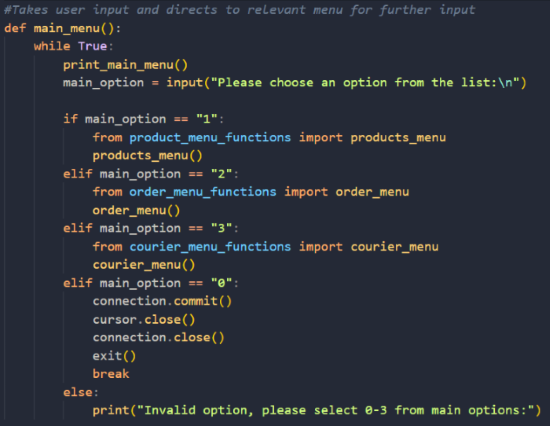 #Takes user input and directs to relevant menu for further input
def main_menu():
    while True:
        print_main_menu()
        main_option = input("Please choose an option from the list:\n")

        if main_option == "1":
            from product_menu_functions import products_menu
            products_menu()
        elif main_option == "2":
            from order_menu_functions import order_menu
            order_menu()
        elif main_option == "3":
            from courier_menu_functions import courier_menu
            courier_menu()
        elif main_option == "0":
            connection.commit()
            cursor.close()
            connection.close()
            exit()
            break
        else:
            print("Invalid option, please select 0-3 from main options:")